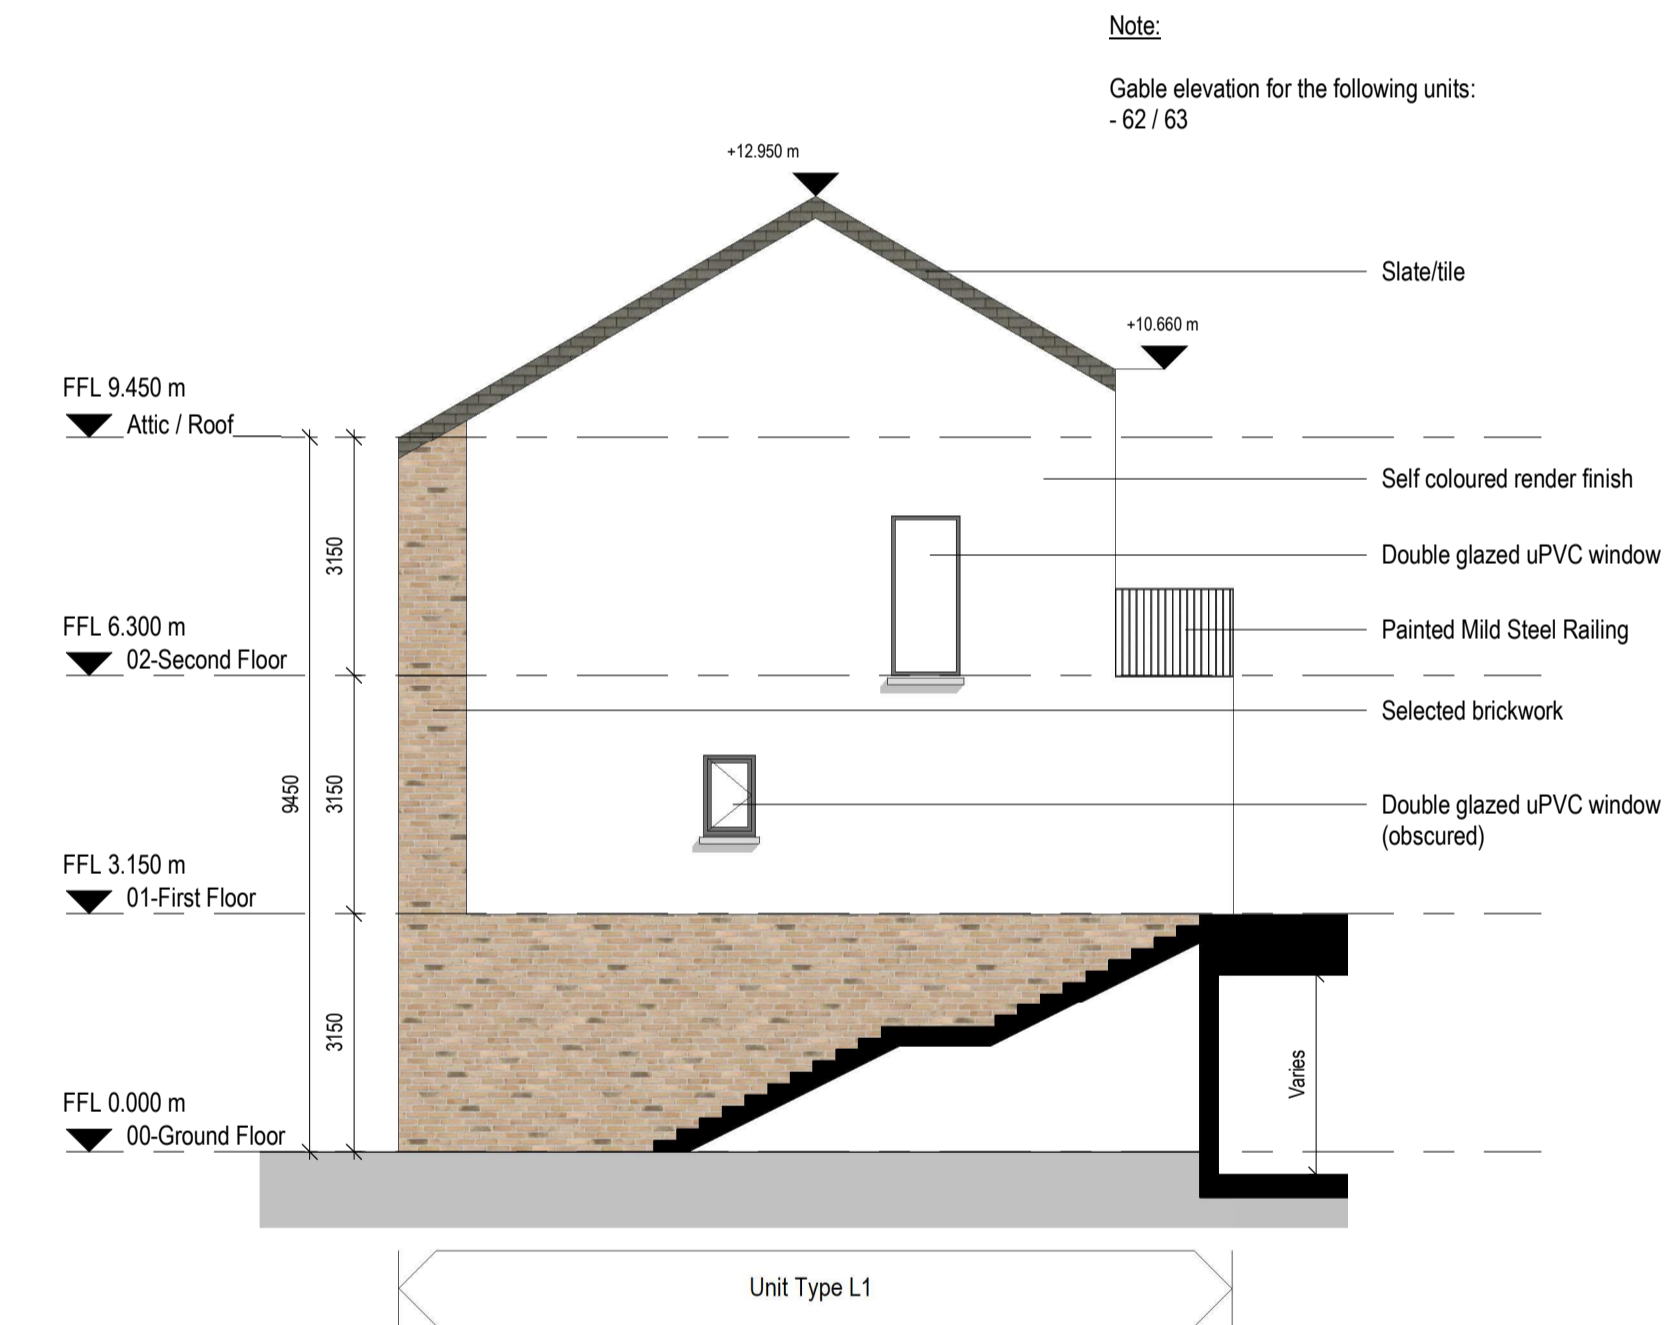 Note:
Gable elevation for the following units:
- 62 / 63
+12.950 m
Slate/tile
+10.660 m
FFL 9.450 m
Attic / Roof
Self coloured render finish
3150
Double glazed uPVC window
FFL 6.300 m
Painted Mild Steel Railing
02-Second Floor
Selected brickwork
9450
3150
Double glazed uPVC window
(obscured)
FFL 3.150 m
01-First Floor
3150
Varies
FFL 0.000 m
00-Ground Floor
Unit Type L1